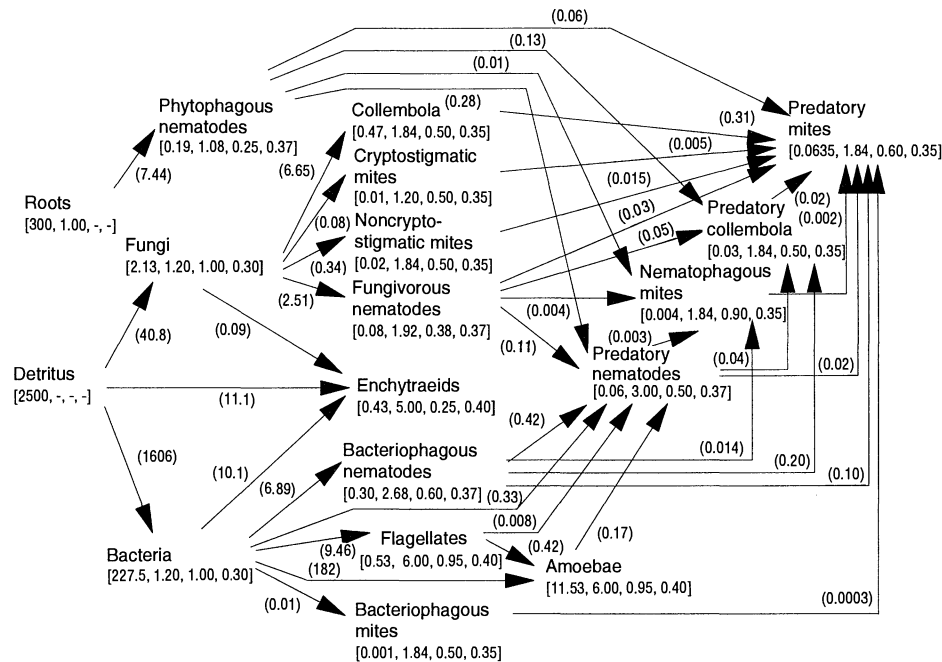 (0.06)
(0.13)
(0.01)
(0.28)
Phytophagous
nematodes
[0.19, 1.08, 0.25, 0.37]
(7.44)
Roots
[300, 1.00, -, -]
Fungi
[2.13, 1.20, 1.00, 0.30]
(40.8)
(0.09)
Detritus
[2500, -, -, -]
(11.1)
(1606)
(10.1)
Bacteria
[227.5, 1.20, 1.00, 0.30]
(6.65)
(0.08)
(0.34)
(2.51)
Collembola
[0.47, 1.84, 0.50, 0.35]
Cryptostigmatic
mites
[0.01, 1.20, 0.50, 0.35]
Noncrypto-
stigmatic mites
[0.02, 1.84, 0.50, 0.35]
Fungivorous
nematodes
[0.08, 1.92, 0.38, 0.37]
Enchytraeids
[0.43, 5.00, 0.25, 0.40]
Bacteriophagous
nematodes
[0.30, 2.68, 0.60, 0.37]
(6.89)
(0.33)
(9.46)
Flagellates
[0.53, 6.00, 0.95, 0.40]
(182)
(0.01)
Bacteriophagous
mites
[0.001, 1.84, 0.50, 0.35]
(0.008)
(0.42)
Amoebae
[11.53, 6.00, 0.95, 0.40]
(0.17)
(0.31)
(0.005)
(0.015)
(0.03)
(0.05)
(0.004)
(0.11)
(0.42)
Predatory
mites
[0.0635, 1.84, 0.60, 0.35]
(0.02)
(0.002)
Predatory
collembola
[0.03, 1.84, 0.50, 0.35]
Nematophagous
mites
[0.004, 1.84, 0.90, 0.35]
(0.003)
Predatory
nematodes
[0.06, 3.00, 0.50, 0.37]
(0.04)
(0.02)
(0.014)
(0.20)
(0.10)
(0.0003)